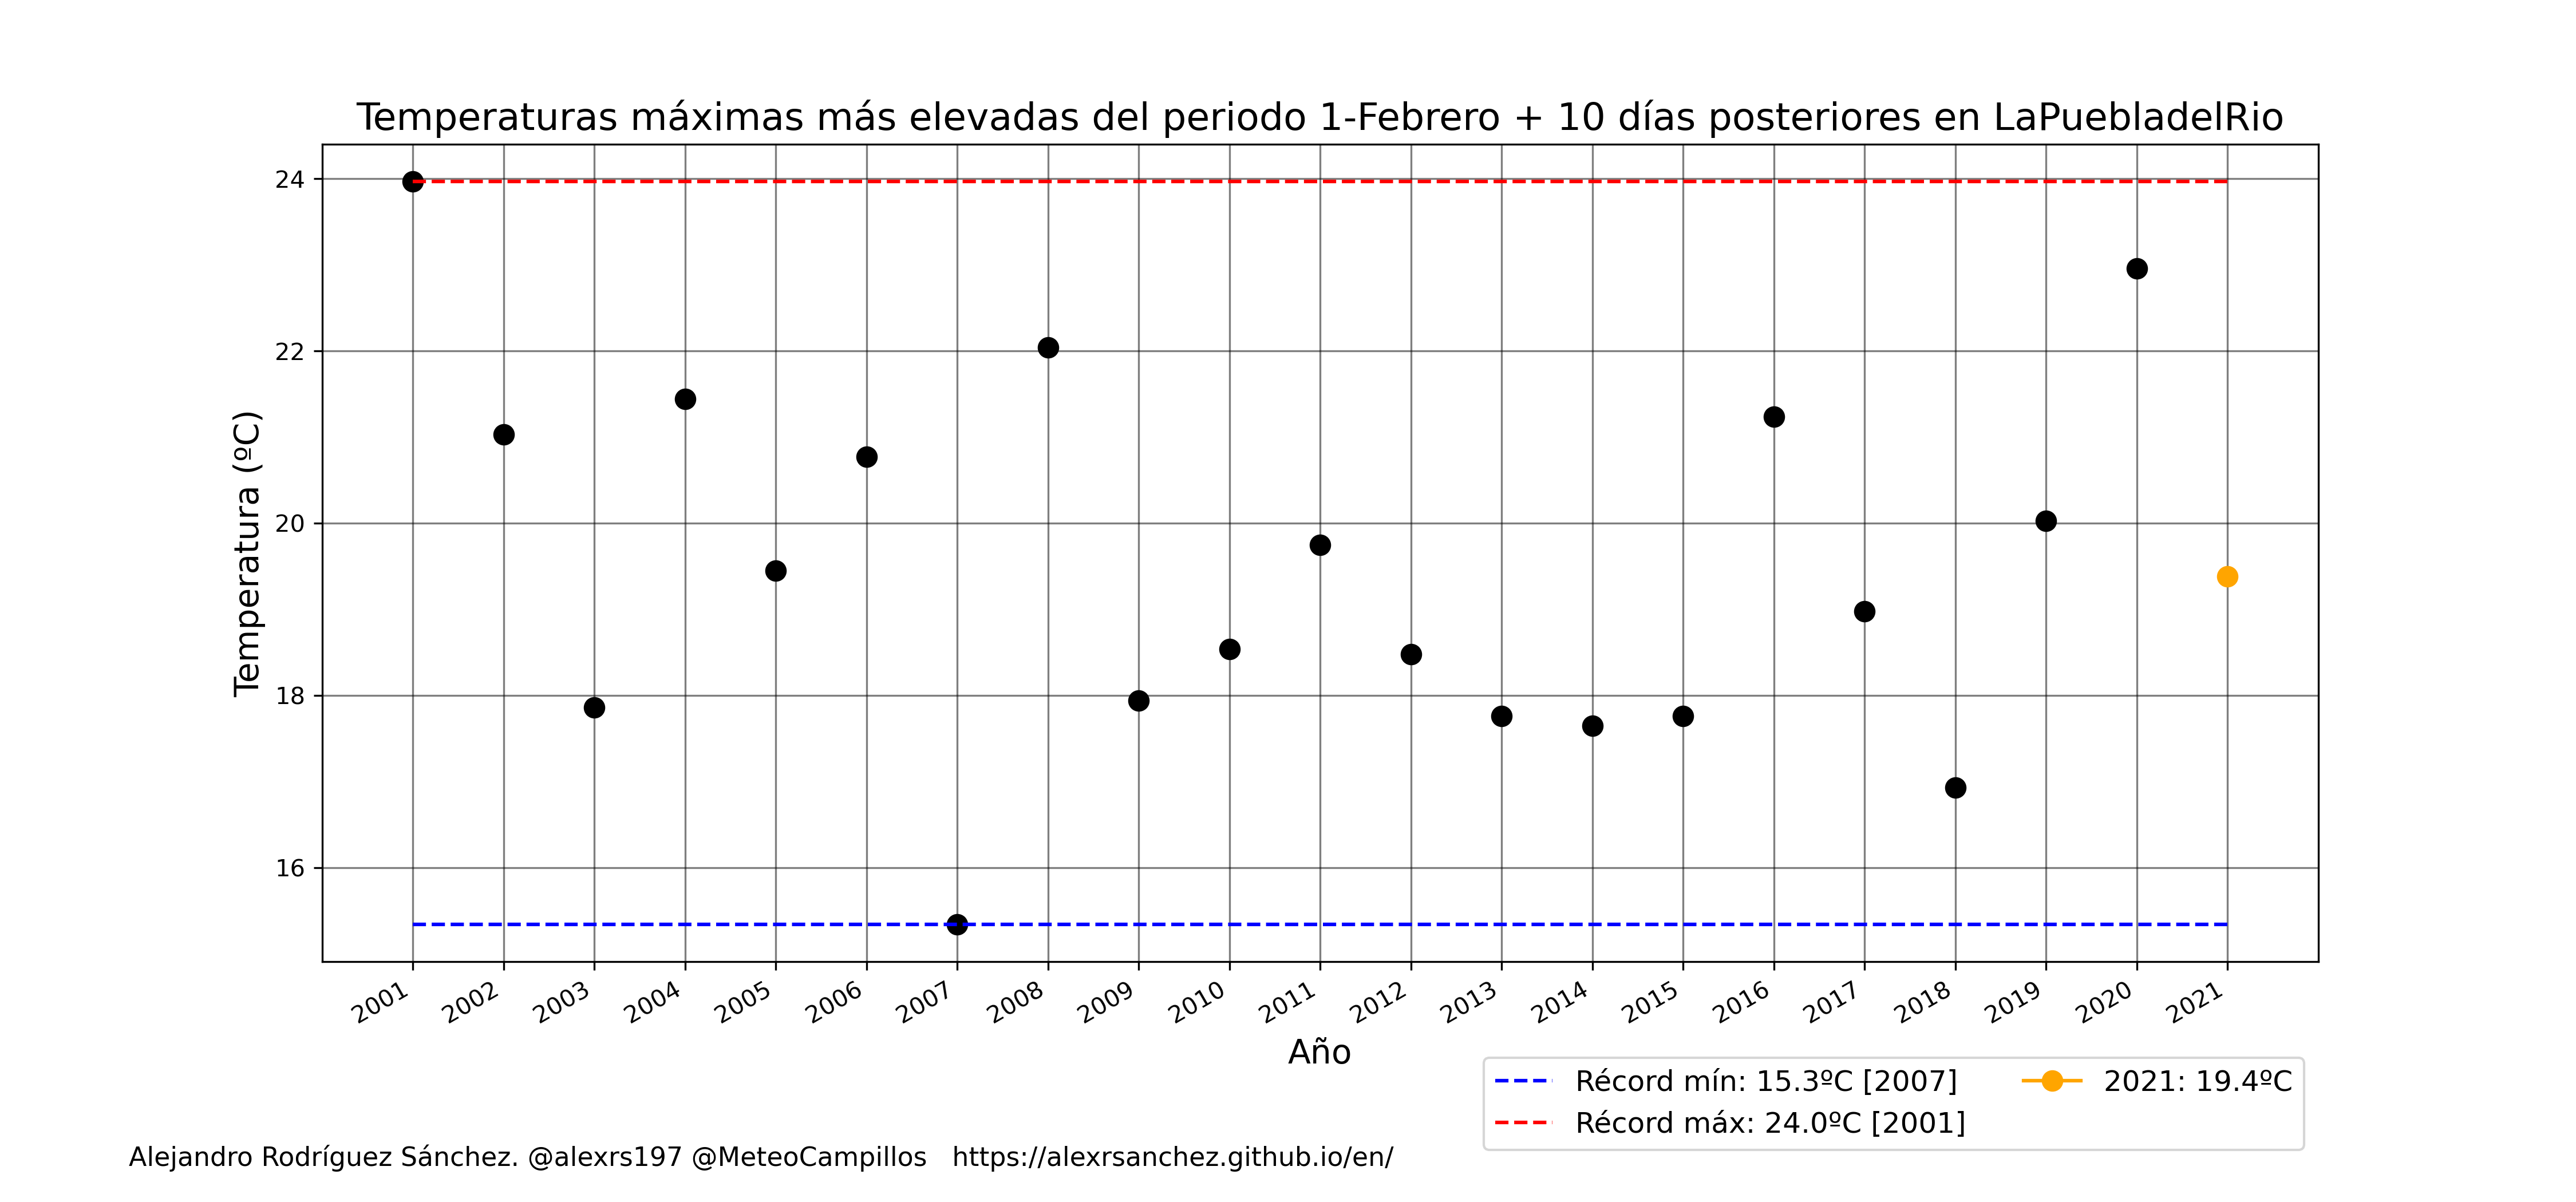 Temperaturas máximas más elevadas del periodo 1-Febrero + 10 días posteriores en LaPuebladelRio
Temperatura (ºC)
24
22
20
18
16
2001 2002 2003 2004 2005 2006 2007 2008 2009 2010 2011 2012 2013 2014 2015 2016 2017 2018 2019 2020 2021
Año
Récord mín: 15.3ºC [2007]
Récord máx: 24.0ºC [2001]
2021: 19.4ºC
Alejandro Rodríguez Sánchez. @alexrs197 @MeteoCampillos   https://alexrsanchez.github.io/en/